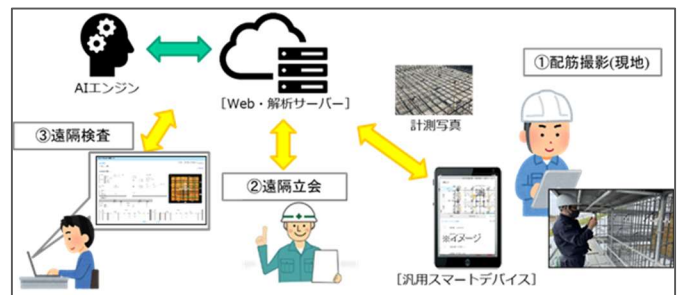 AIエンジン
[Web・解析サーバー]
①配筋撮影(現地)
計測写真
③遠隔検査
②遠隔立会
※イメージ
[汎用スマートデバイス]